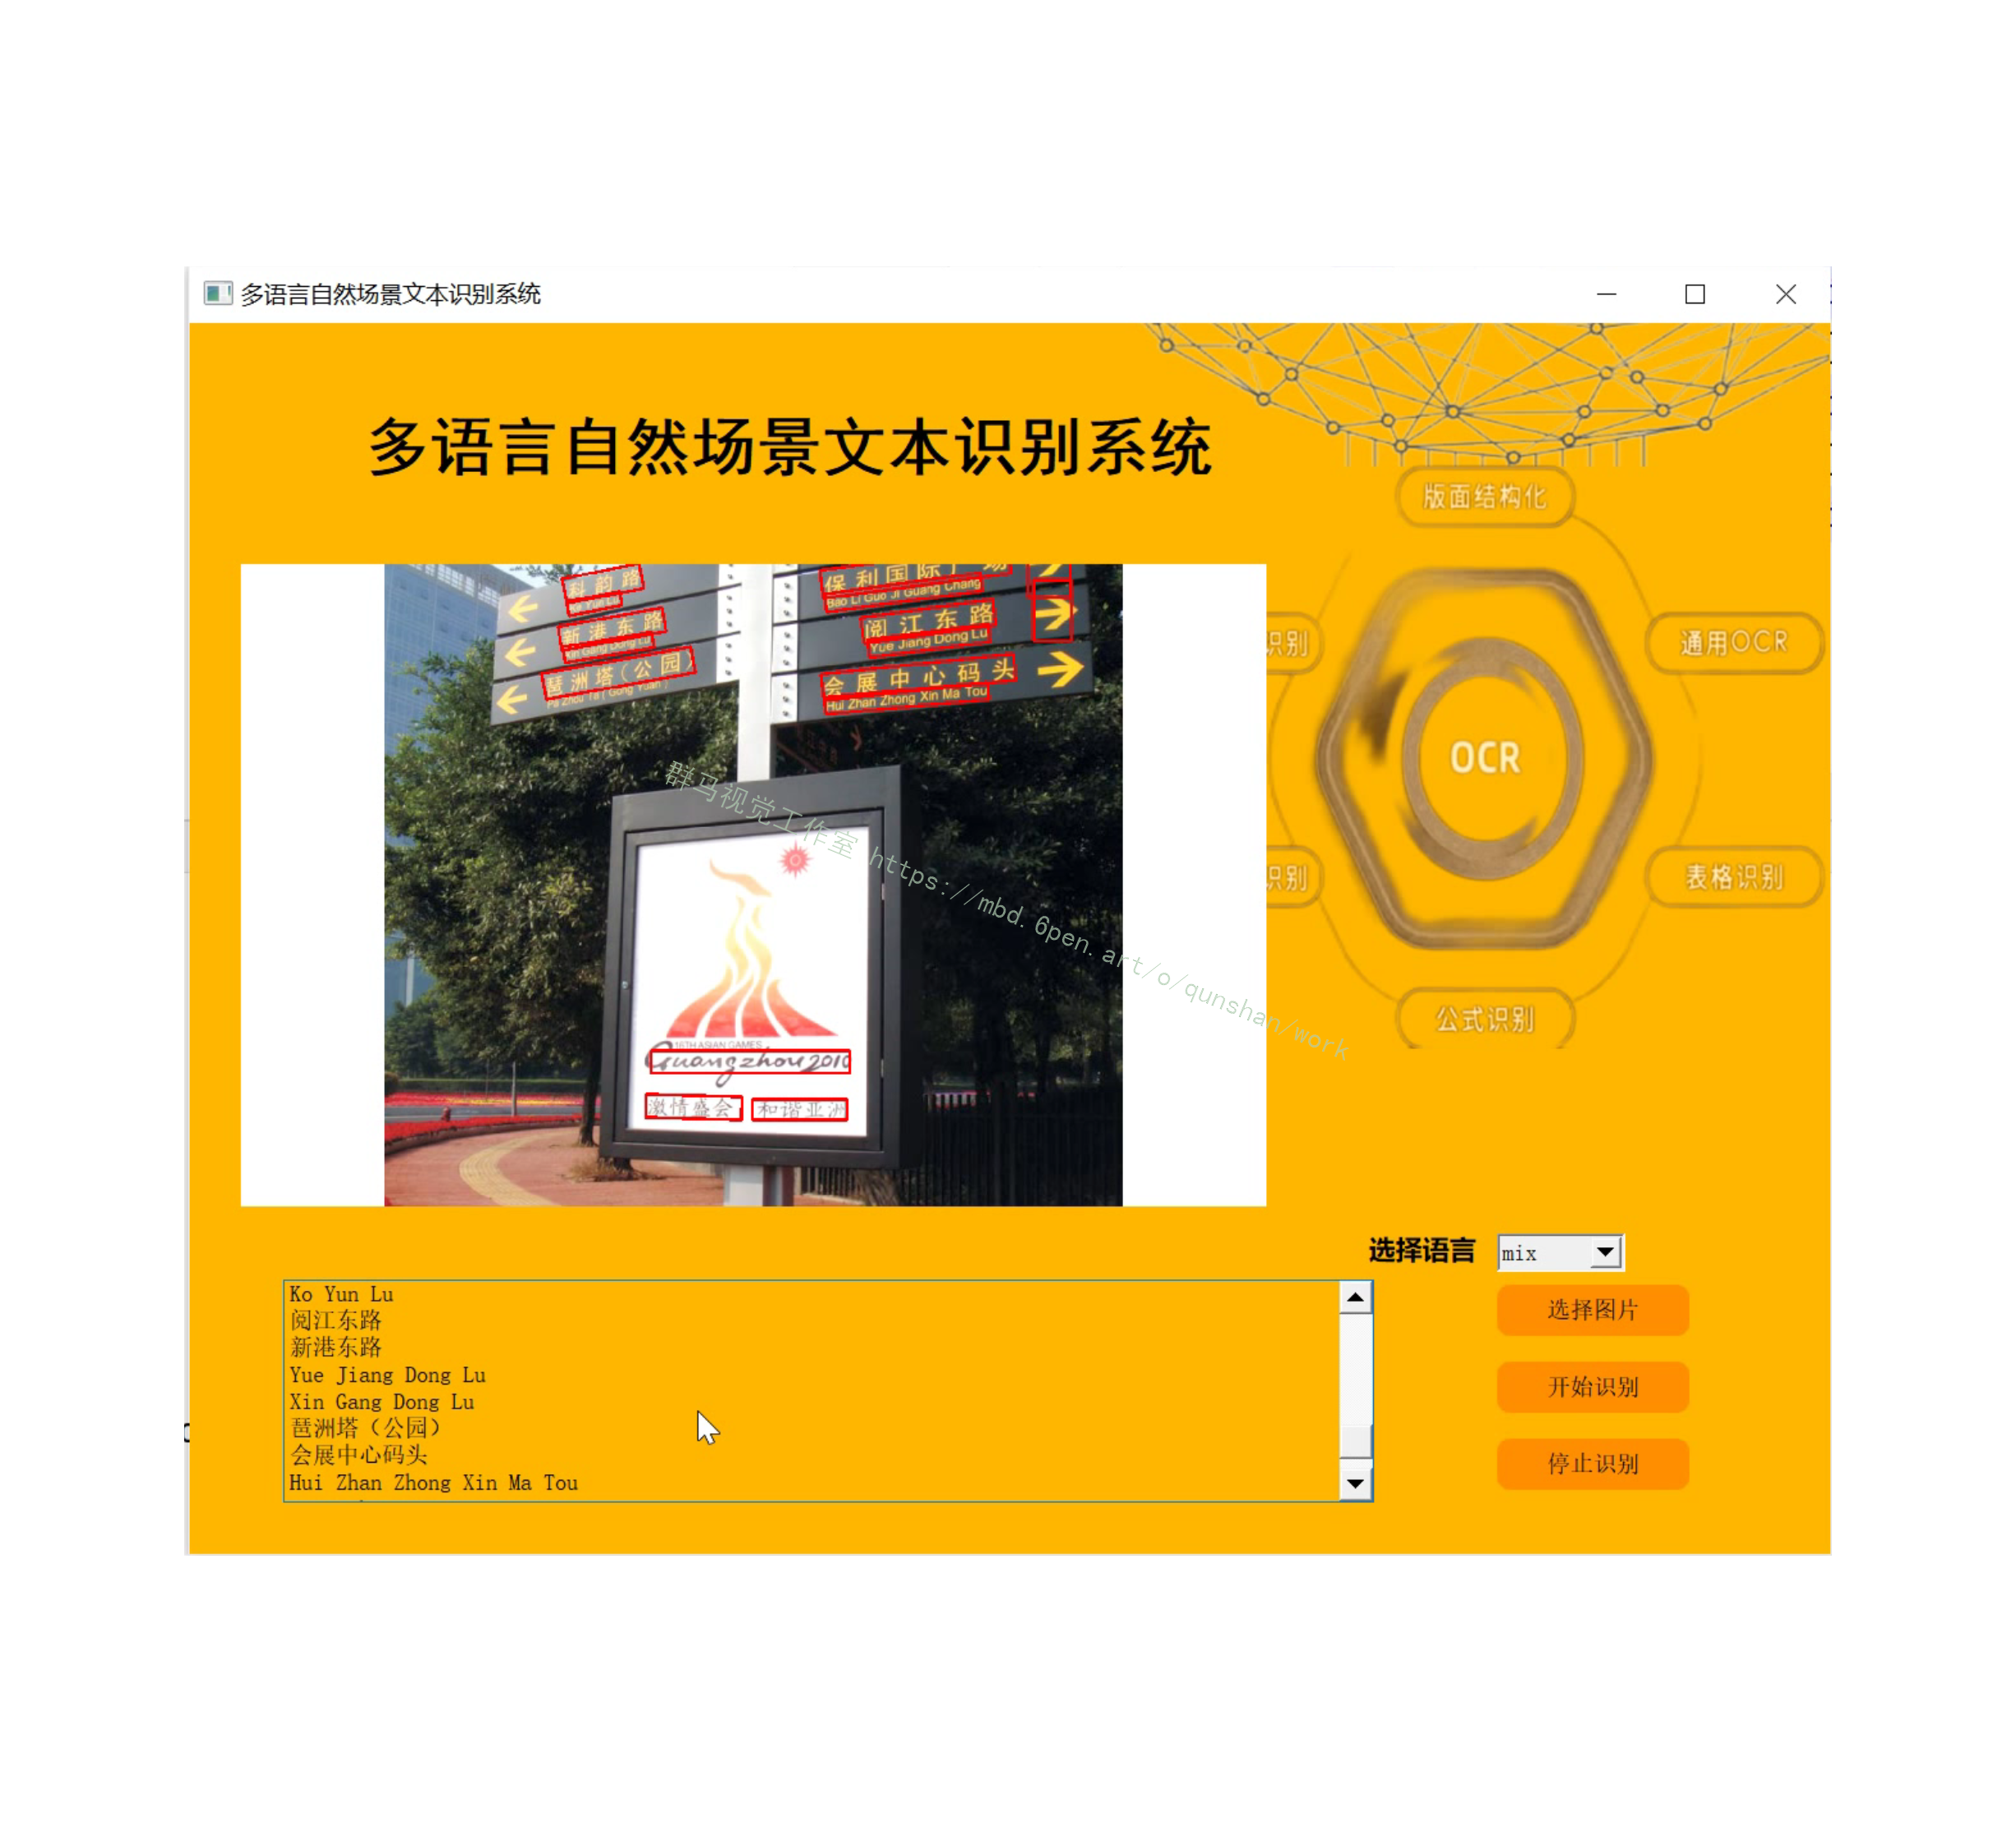 多语言自然场景文本识别系统
多语言自然场景文本识别系统
版面结构化
识别
通用OCR
OCR
识别
表格识别
公式识别
科韵路
Ke Yun Lu
新港东路
Xin Gang Dong Lu
琶洲塔(公园)
Pa Zhou Ta ( Gong Yuan )
保利国际广场
Bao Li Guo Ji Guang Chang
阅江东路
Yue Jiang Dong Lu
会展中心码头
Hui Zhan Zhong Xin Ma Tou
群马视觉工作室 https://mbd.6pen.art/o/qunshan/work
16TH ASIAN GAMES
Guangzhou 2010
激情盛会 和谐亚洲
选择语言 mix
Ko Yun Lu
阅江东路
新港东路
Yue Jiang Dong Lu
Xin Gang Dong Lu
琶洲塔（公园）
会展中心码头
Hui Zhan Zhong Xin Ma Tou
选择图片
开始识别
停止识别